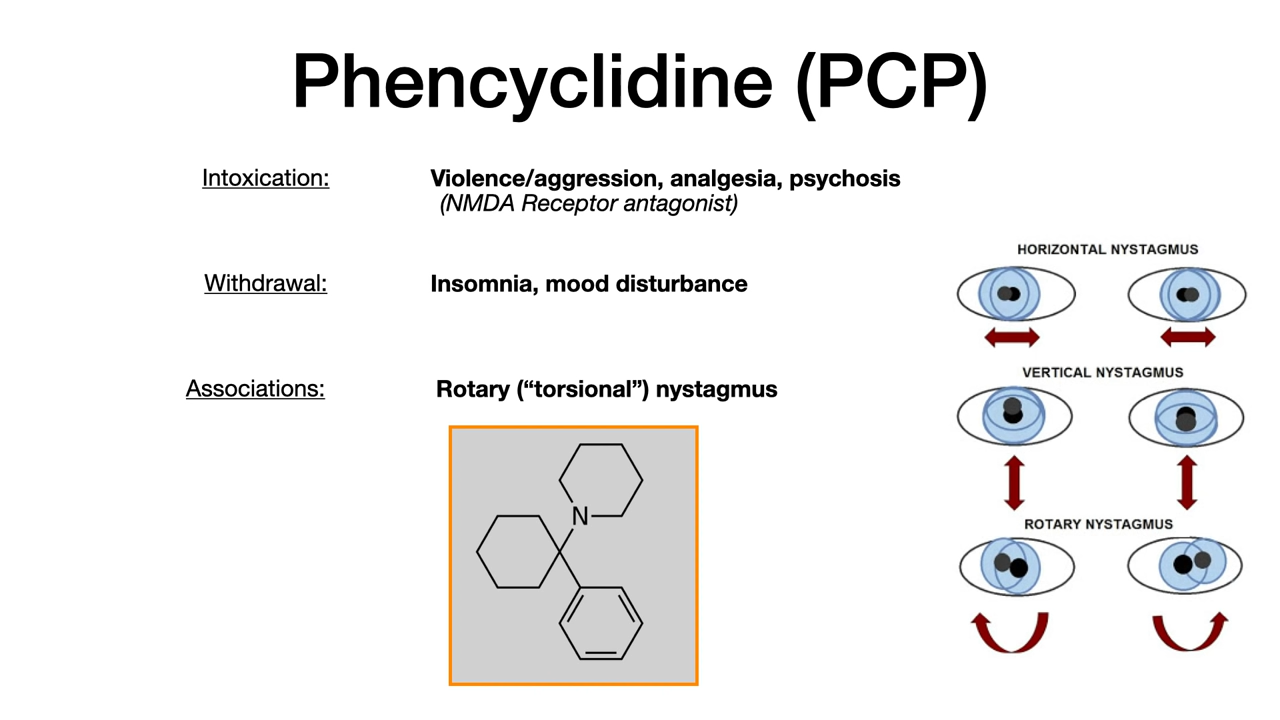 Phencyclidine (PCP)
Intoxication:
Violence/aggression, analgesia, psychosis
(NMDA Receptor antagonist)
Withdrawal:
Insomnia, mood disturbance
Associations:
Rotary (“torsional”) nystagmus
N
HORIZONTAL NYSTAGMUS
VERTICAL NYSTAGMUS
ROTARY NYSTAGMUS